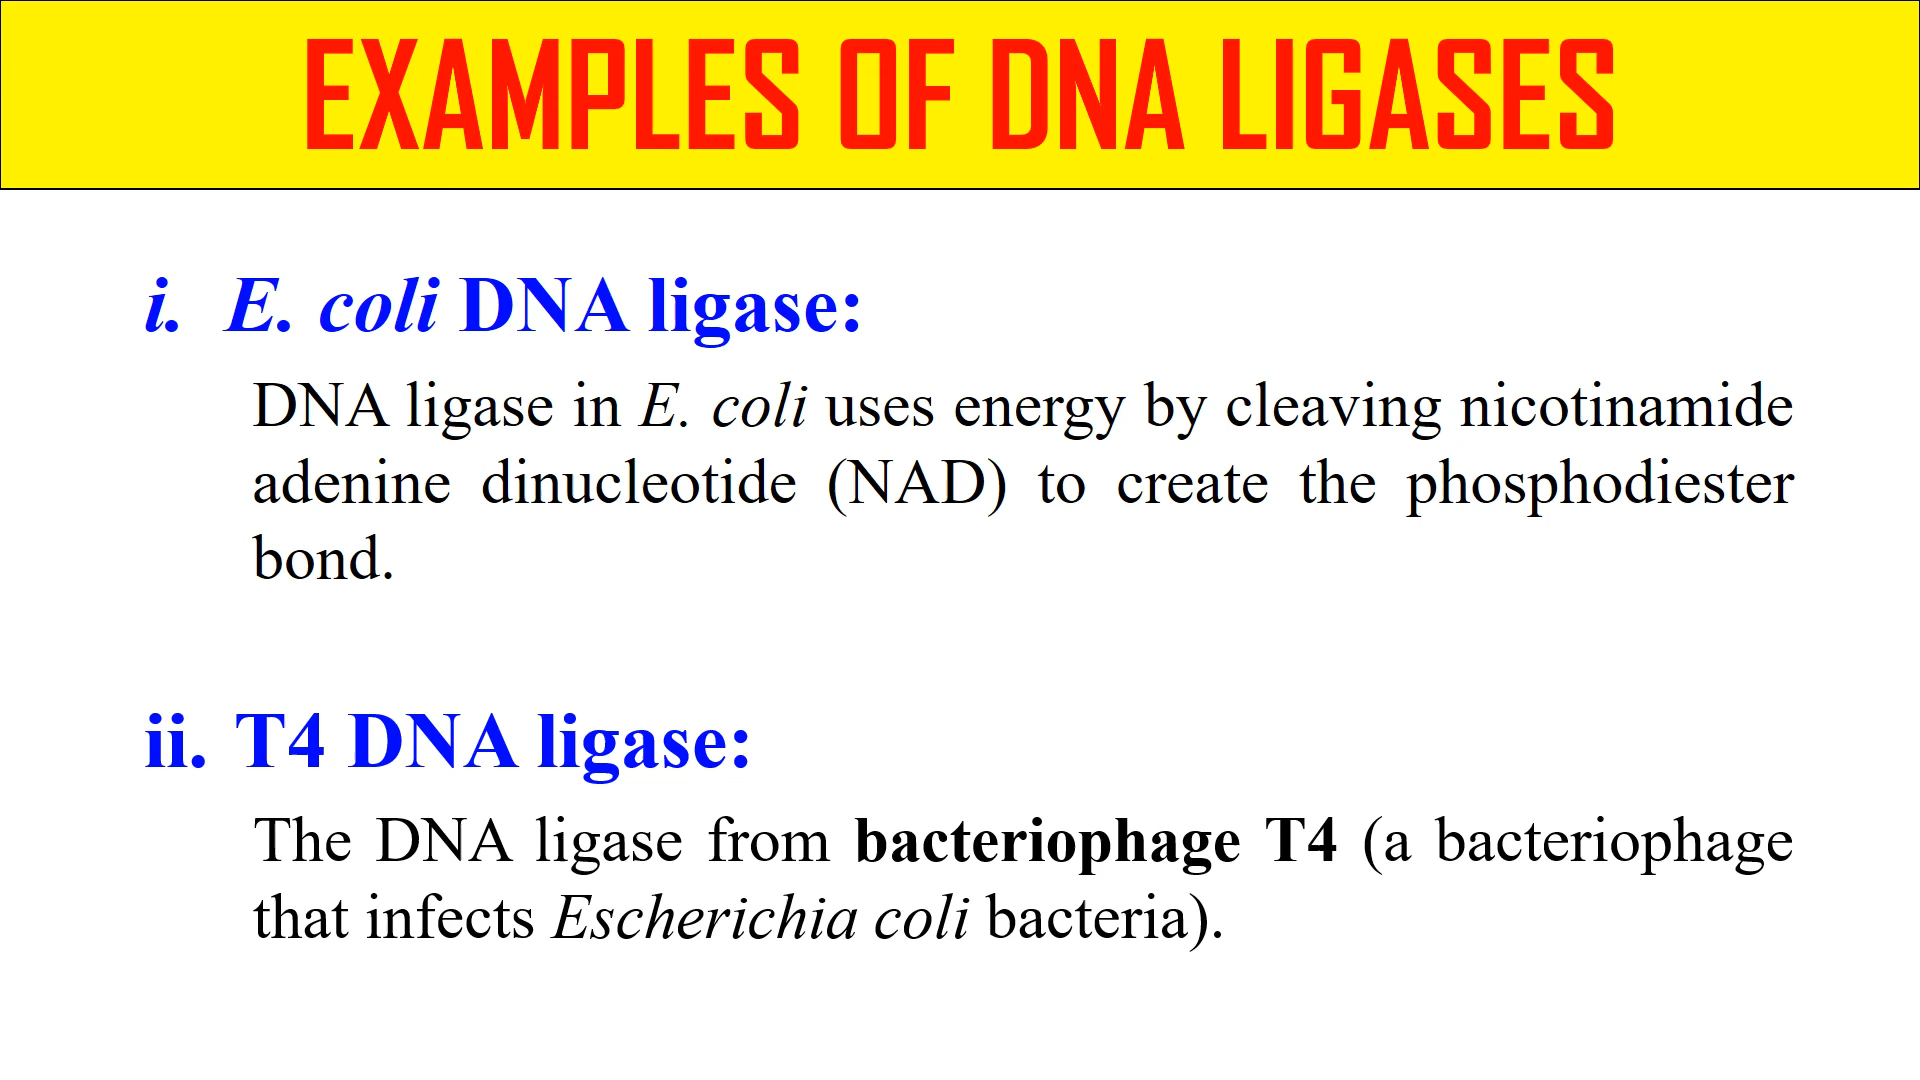 EXAMPLES OF DNA LIGASES
i. E. coli DNA ligase:
DNA ligase in E. coli uses energy by cleaving nicotinamide
adenine dinucleotide (NAD) to create the phosphodiester
bond.
ii. T4 DNA ligase:
The DNA ligase from bacteriophage T4 (a bacteriophage
that infects Escherichia coli bacteria).